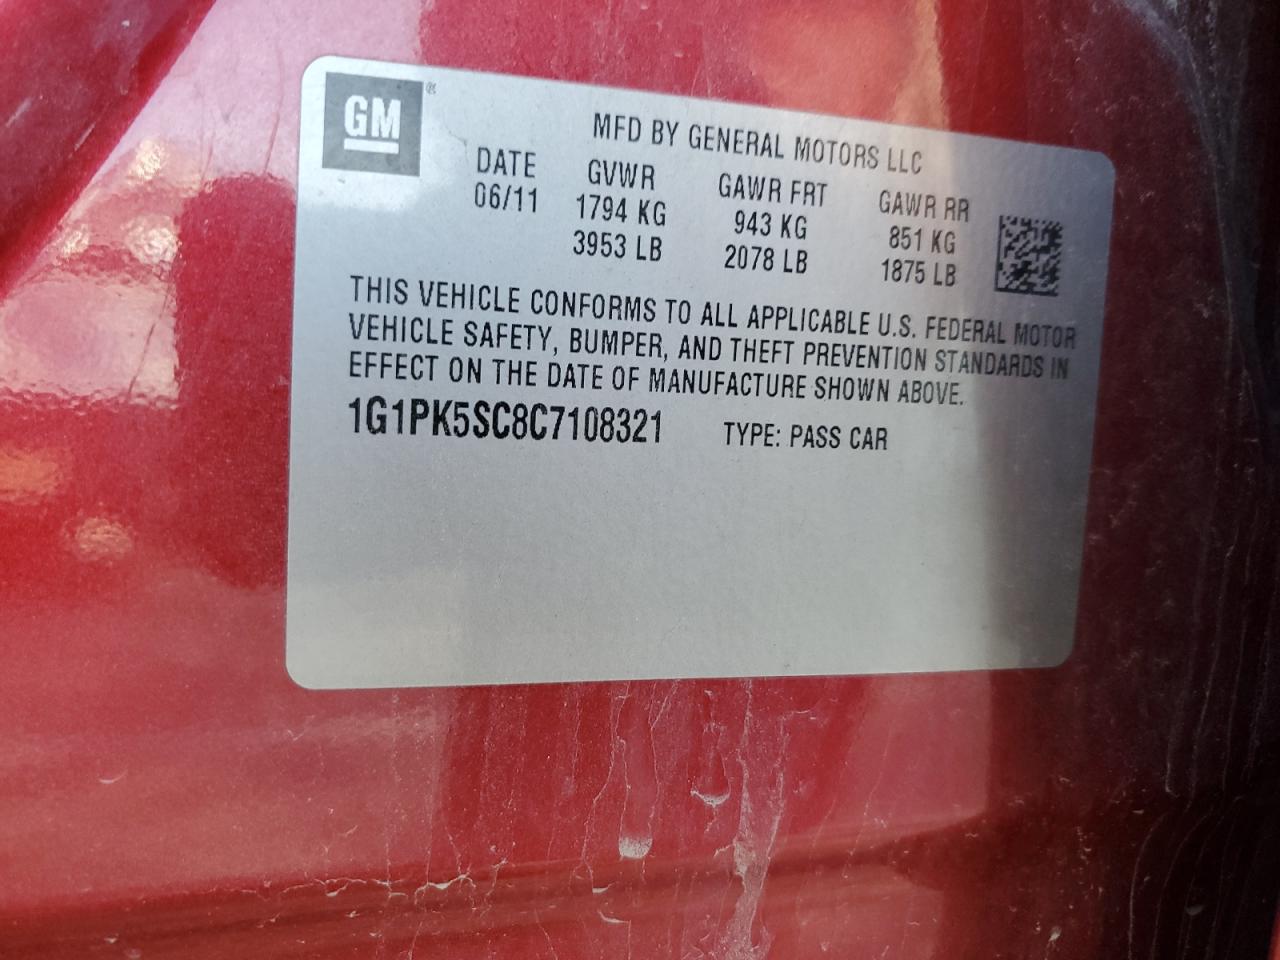 GM®
MFD BY GENERAL MOTORS LLC
DATE GVWR GAWR FRT GAWR RR
06/11 1794 KG 943 KG 851 KG
3953 LB 2078 LB 1875 LB
THIS VEHICLE CONFORMS TO ALL APPLICABLE U.S. FEDERAL MOTOR
VEHICLE SAFETY, BUMPER, AND THEFT PREVENTION STANDARDS IN
EFFECT ON THE DATE OF MANUFACTURE SHOWN ABOVE.
1G1PK5SC8C7108321 TYPE: PASS CAR